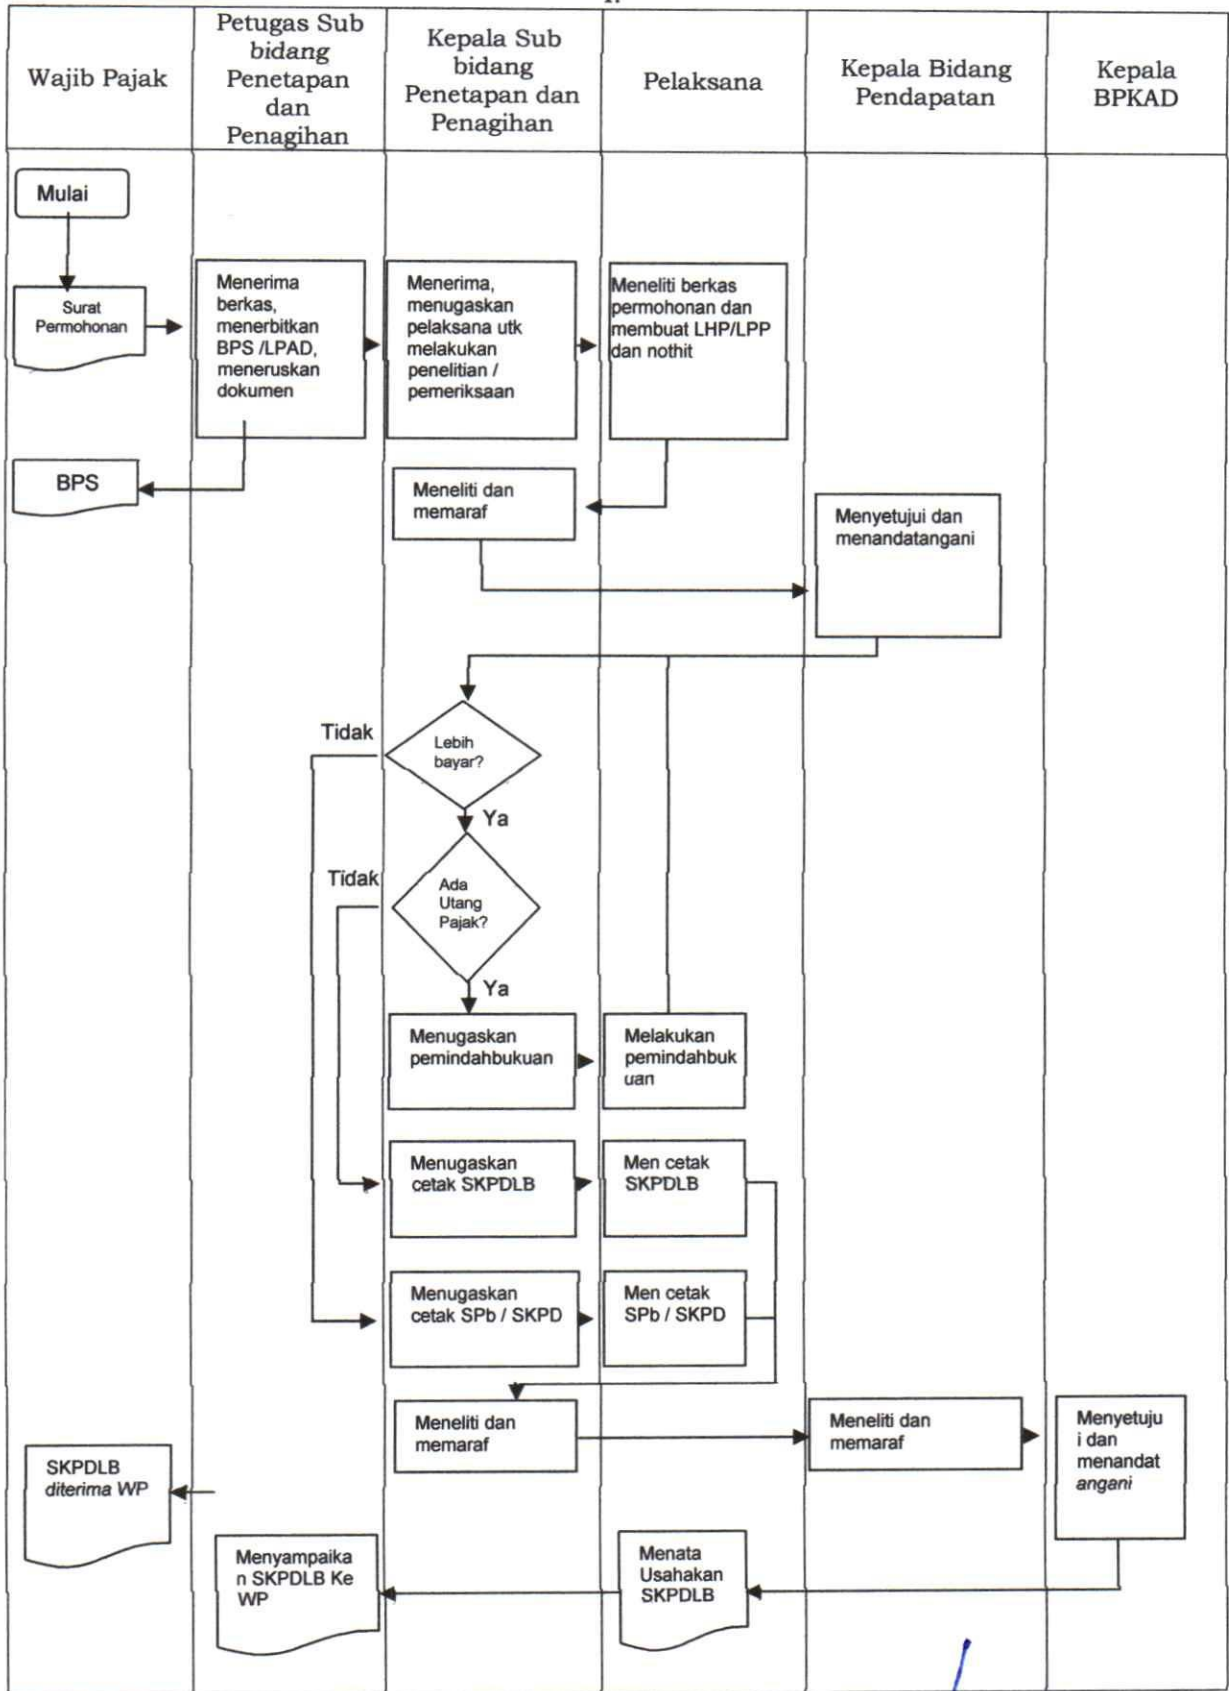 Wajib Pajak
Petugas Sub
bidang
Penetapan
dan
Penagihan
Kepala Sub
bidang
Penetapan dan
Penagihan
Pelaksana
Kepala Bidang
Pendapatan
Kepala
BPKAD
Mulai
Surat
Permohonan
Menerima
berkas,
menerbitkan
BPS /LPAD,
meneruskan
dokumen
Menerima,
menugaskan
pelaksana utk
melakukan
penelitian /
pemeriksaan
Meneliti berkas
permohonan dan
membuat LHP/LPP
dan nothit
BPS
Meneliti dan
memaraf
Menyetujui dan
menandatangani
Tidak
Lebih
bayar?
Ya
Tidak
Ada
Utang
Pajak?
Ya
Menugaskan
pemindahbukuan
Melakukan
pemindahbuk
uan
Menugaskan
cetak SKPDLB
Men cetak
SKPDLB
Menugaskan
cetak SPb / SKPD
Men cetak
SPb / SKPD
Meneliti dan
memaraf
Meneliti dan
memaraf
Menyetuju
i dan
menandat
angani
SKPDLB
diterima WP
Menyampaika
n SKPDLB Ke
WP
Menata
Usahakan
SKPDLB